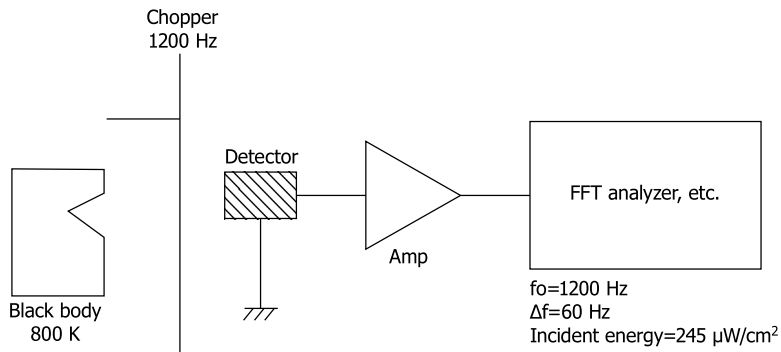 Chopper
1200 Hz
Detector
FFT analyzer, etc.
Amp
Black body
800 K
fo=1200 Hz
Δf=60 Hz
Incident energy=245 μW/cm²